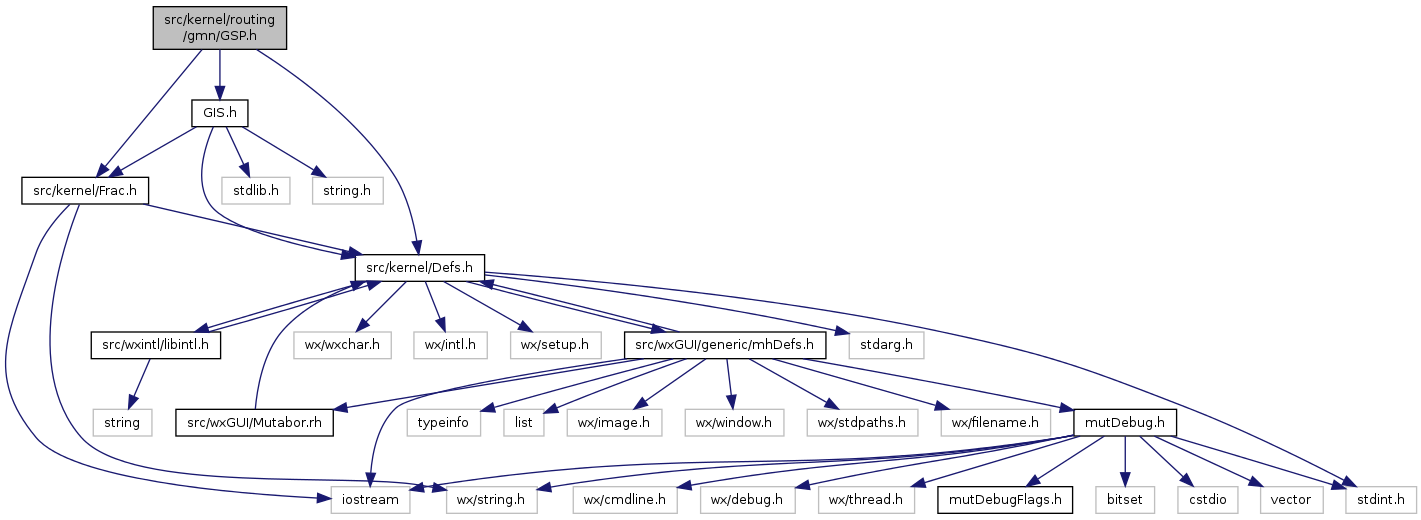 src/kernel/routing
/gmn/GSP.h
GIS.h
src/kernel/Frac.h
stdlib.h
string.h
src/kernel/Defs.h
src/wxintl/libintl.h
wx/wxchar.h
wx/intl.h
wx/setup.h
src/wxGUI/generic/mhDefs.h
stdarg.h
string
src/wxGUI/Mutabor.rh
typeinfo
list
wx/image.h
wx/window.h
wx/stdpaths.h
wx/filename.h
mutDebug.h
iostream
wx/string.h
wx/cmdline.h
wx/debug.h
wx/thread.h
mutDebugFlags.h
bitset
cstdio
vector
stdint.h